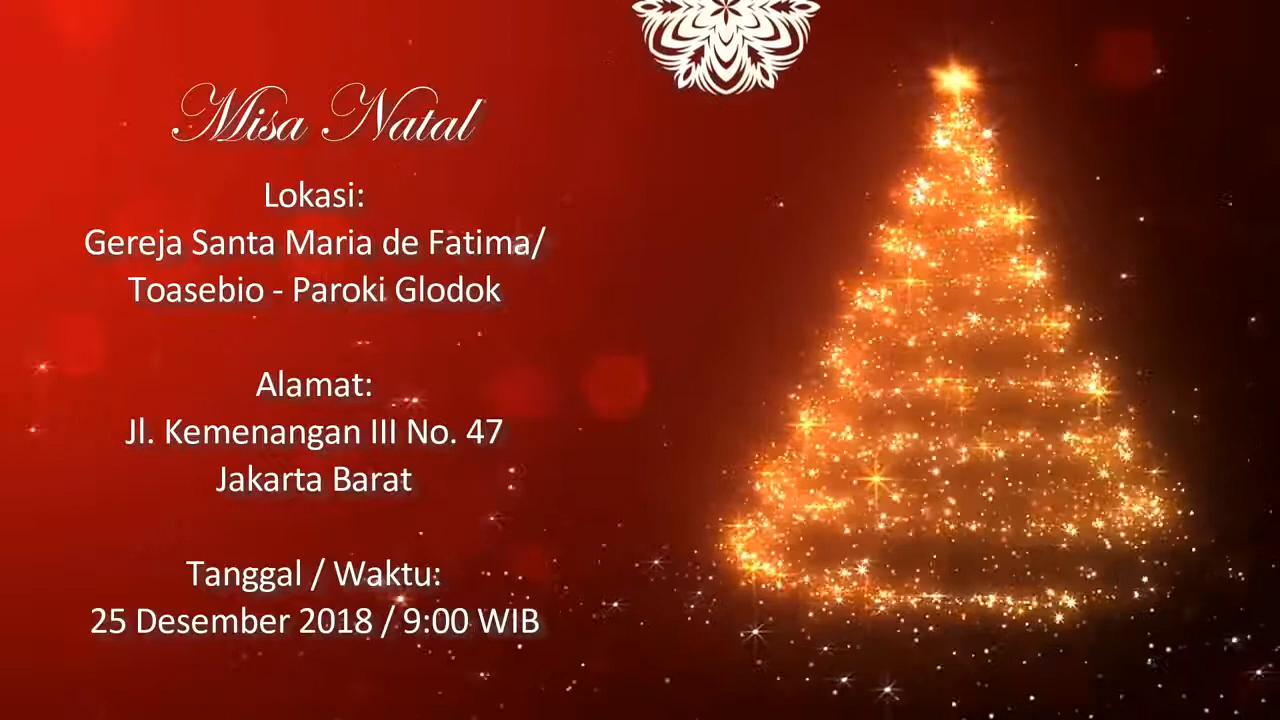 Misa Natal
Lokasi:
Gereja Santa Maria de Fatima/
Toasebio - Paroki Glodok
Alamat:
Jl. Kemenangan III No. 47
Jakarta Barat
Tanggal / Waktu:
25 Desember 2018 / 9:00 WIB